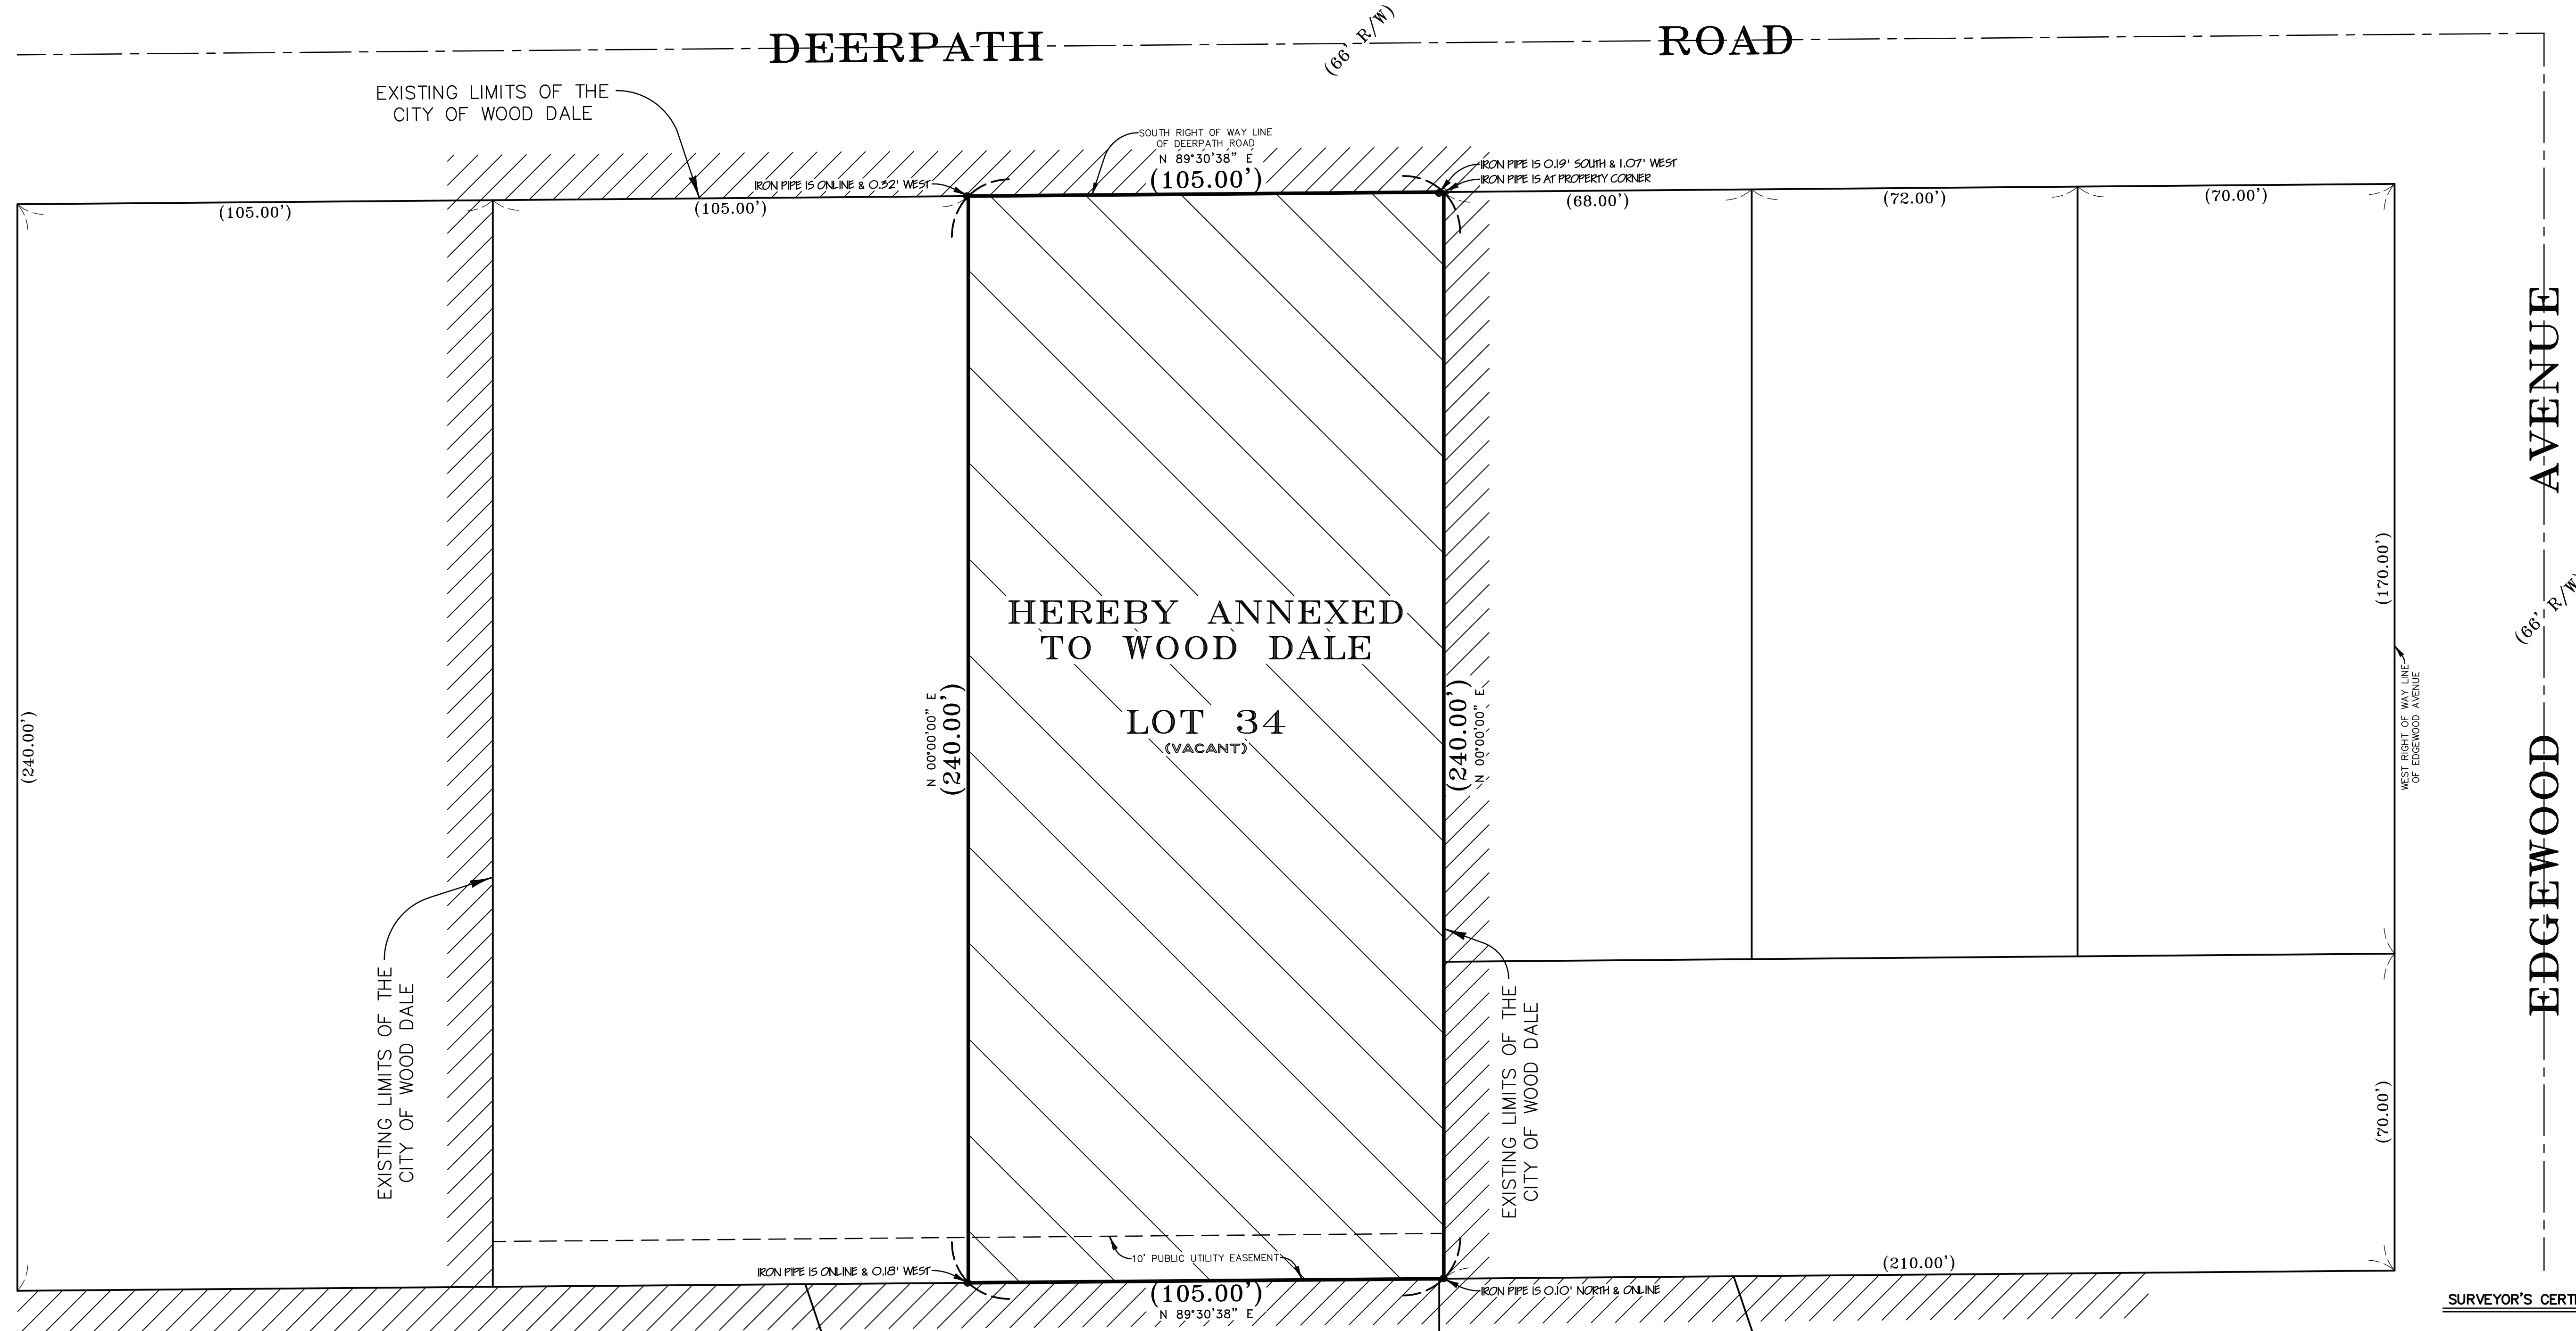 DEERPATH ROAD
(66' R/W)
EXISTING LIMITS OF THE
CITY OF WOOD DALE
SOUTH RIGHT OF WAY LINE
OF DEERPATH ROAD
N 89°30'38" E
(105.00')
IRON PIPE IS ONLINE & 0.32' WEST
IRON PIPE IS 0.19' SOUTH & 1.07' WEST
IRON PIPE IS AT PROPERTY CORNER
(105.00')
(105.00')
(68.00')
(72.00')
(70.00')
HEREBY ANNEXED
TO WOOD DALE
LOT 34
(VACANT)
(240.00')
N 00°00'00" E
(240.00')
(240.00')
N 00°00'00" E
(170.00')
WEST RIGHT OF WAY LINE
OF EDGEWOOD AVENUE
(66' R/W)
EDGEWOOD AVENUE
EXISTING LIMITS OF THE
CITY OF WOOD DALE
EXISTING LIMITS OF THE
CITY OF WOOD DALE
(70.00')
10' PUBLIC UTILITY EASEMENT
IRON PIPE IS ONLINE & 0.18' WEST
(105.00')
N 89°30'38" E
IRON PIPE IS 0.10' NORTH & ONLINE
(210.00')
SURVEYOR'S CERTI